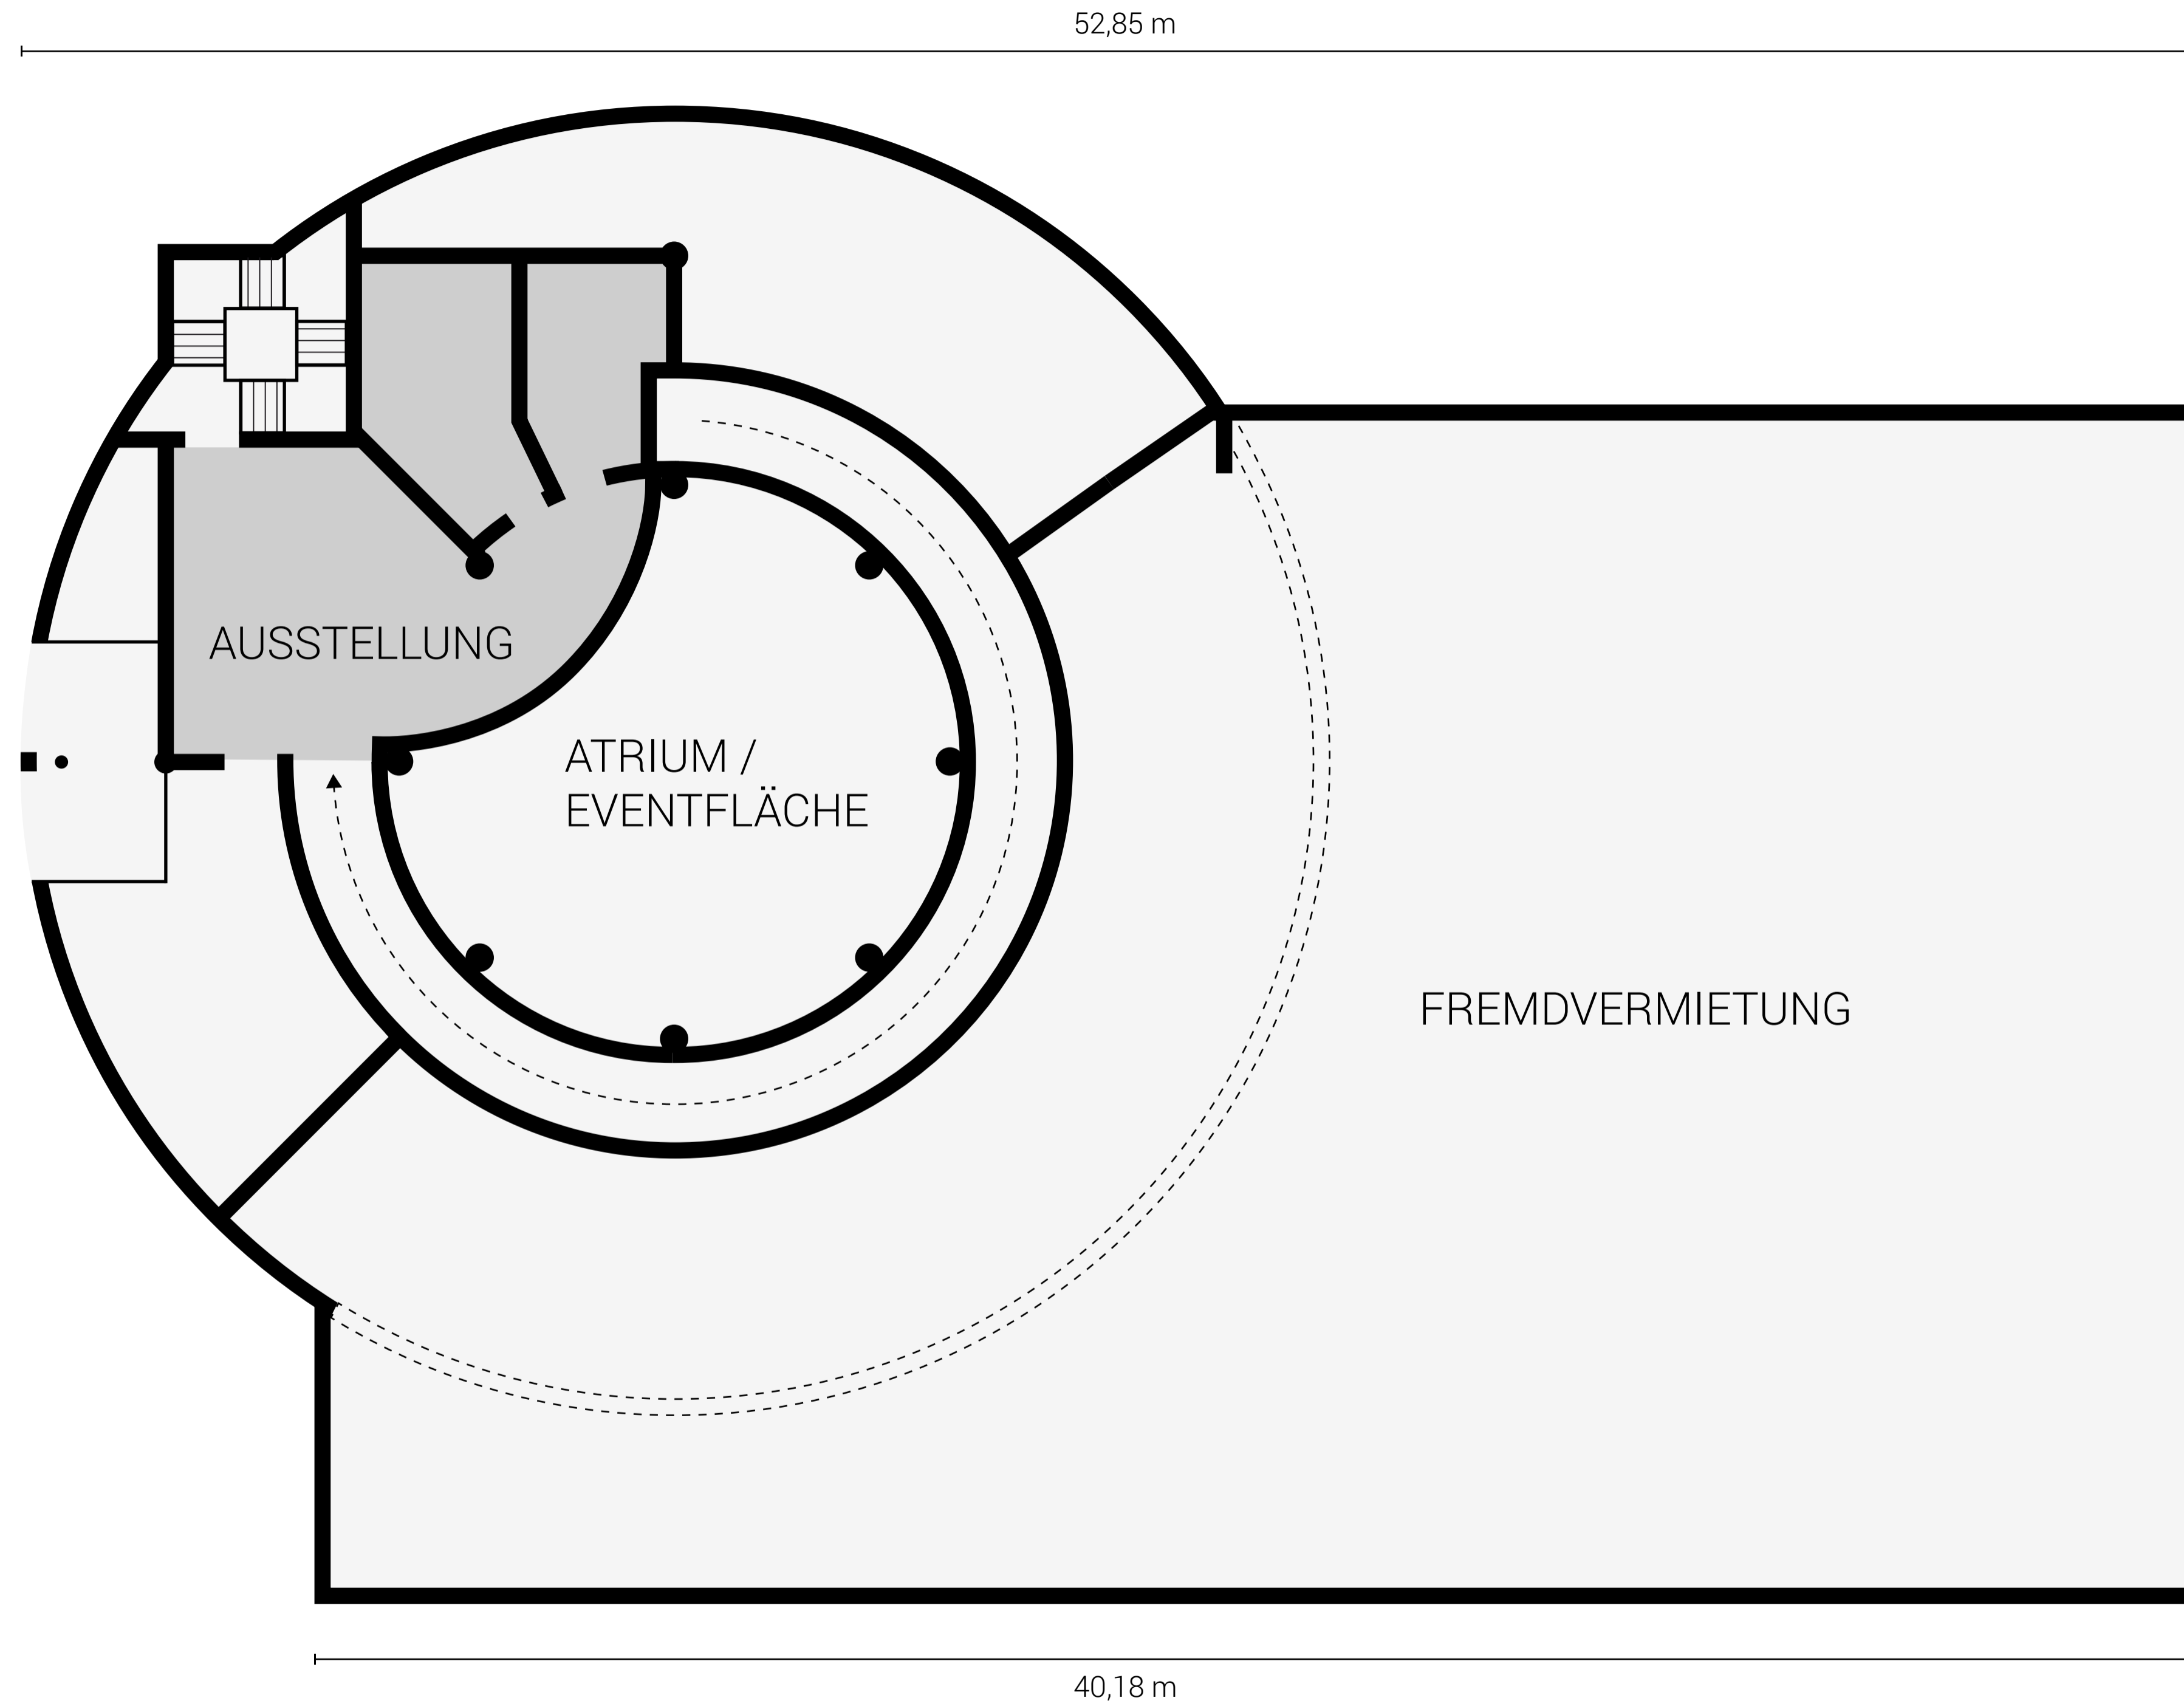 52,85 m
AUSSTELLUNG
ATRIUM /
EVENTFLÄCHE
FREMDVERMIETUNG
40,18 m